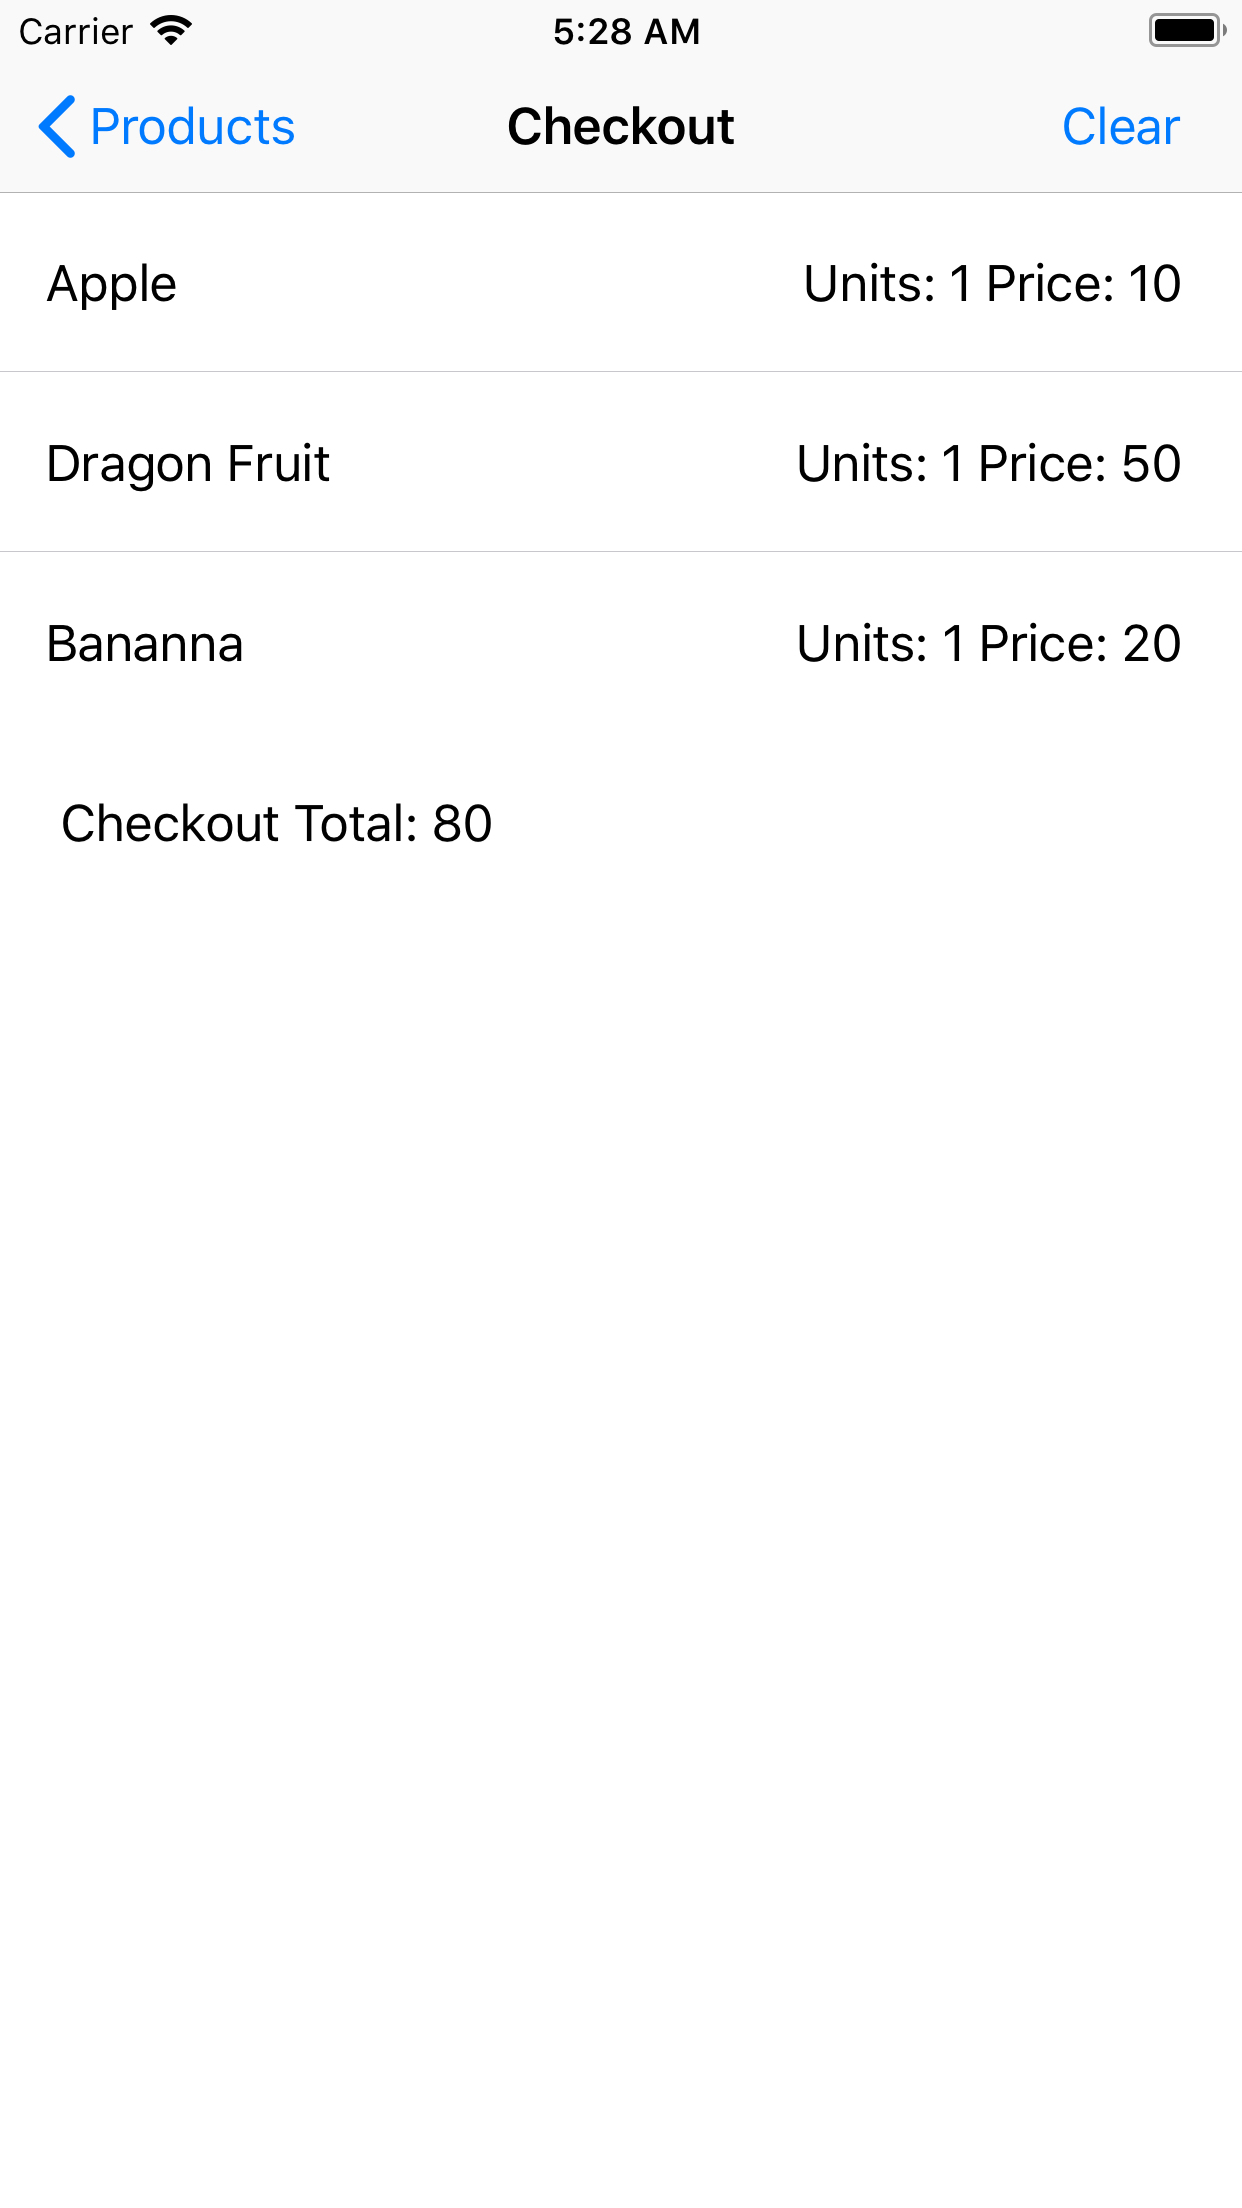 Carrier 5:28 AM
Products Checkout Clear
Apple Units: 1 Price: 10
Dragon Fruit Units: 1 Price: 50
Bananna Units: 1 Price: 20
Checkout Total: 80